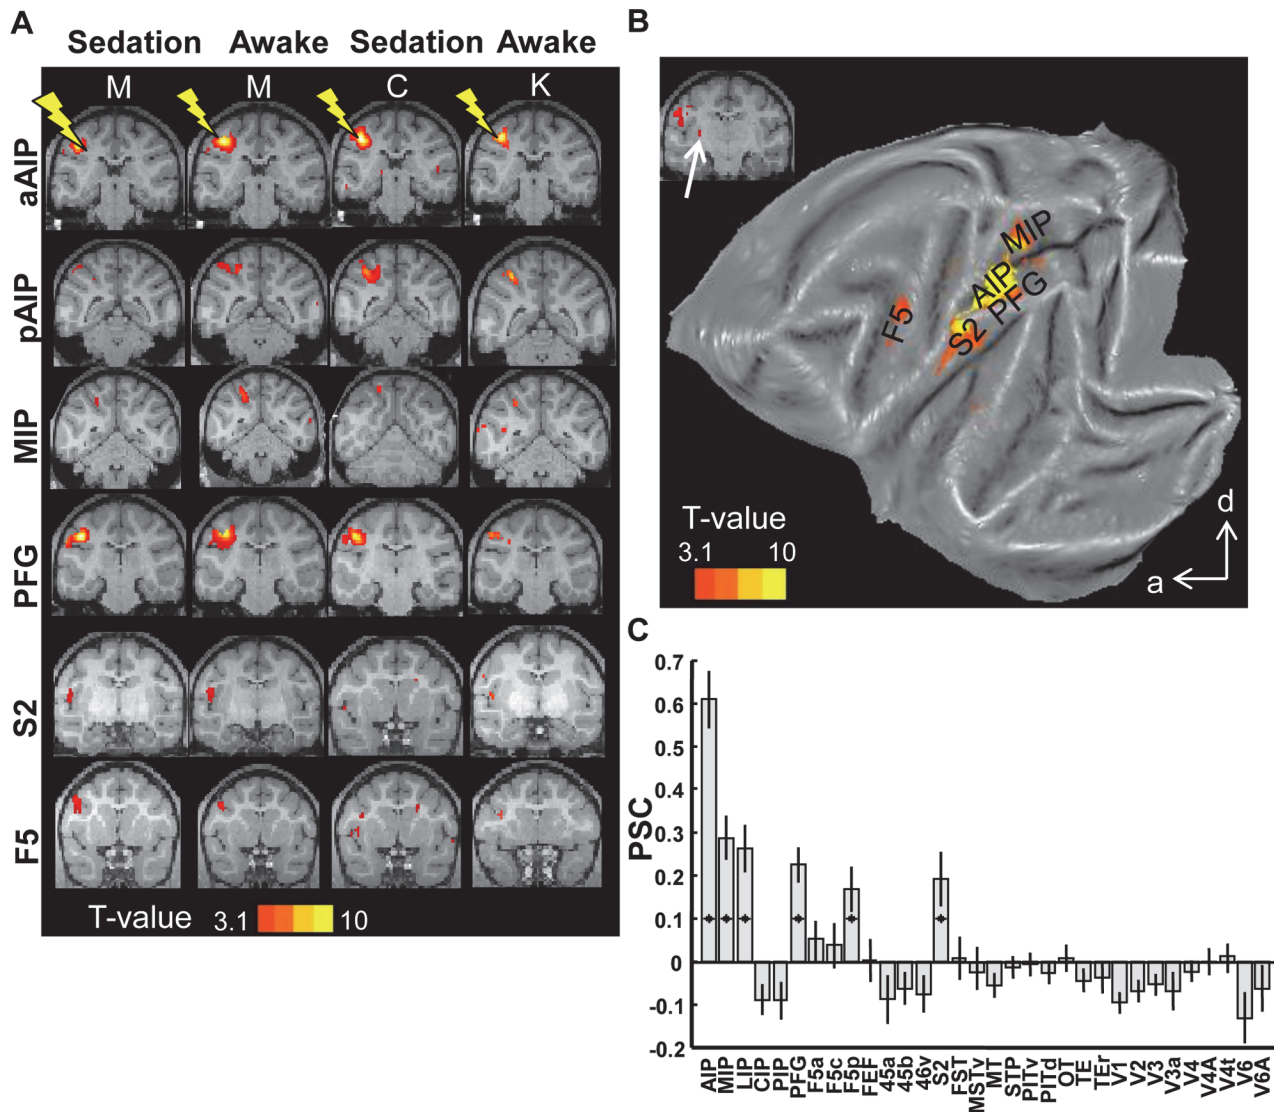 A
Sedation Awake Sedation Awake
M M C K
aAIP
pAIP
MIP
PFG
S2
F5
T-value 3.1 10
B
MIP
AIP
PFG
S2
F5
T-value
3.1 10
d
a
C
PSC
0.7
0.6
0.5
0.4
0.3
0.2
0.1
0
-0.1
-0.2
AIP MIP LIP CIP PIP PFG F5a F5c F5p FEF 45a 45b 46v S2 FST MSTv MT STP PITv PITd OT TE TEr V1 V2 V3 V3a V4 V4A V4t V6 V6A